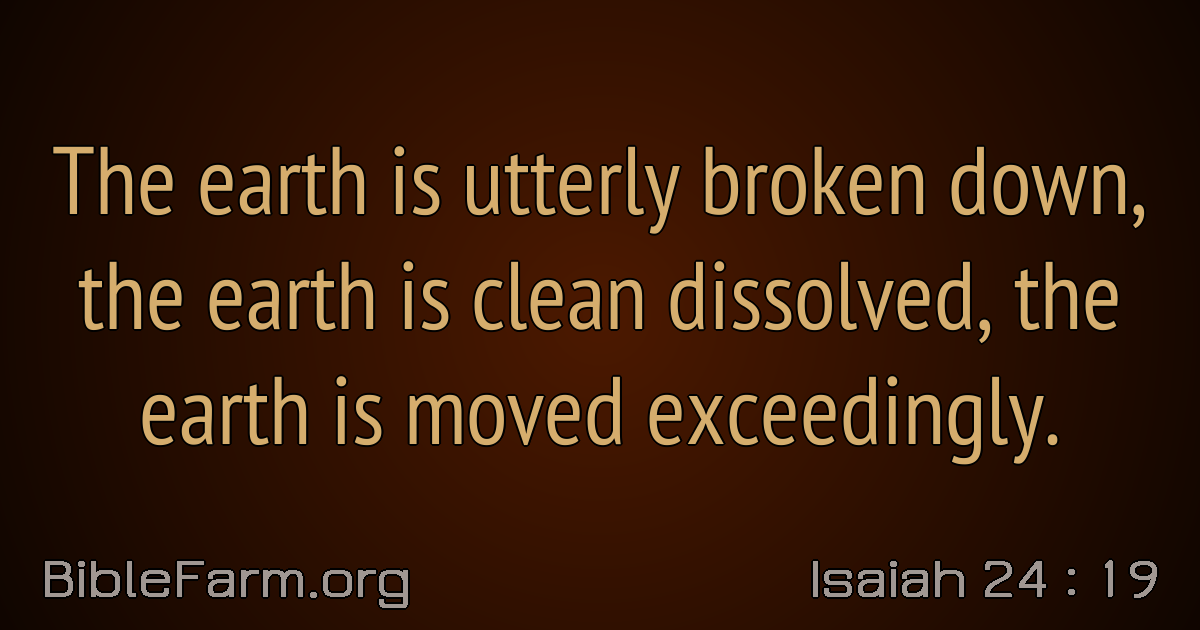 The earth is utterly broken down,
the earth is clean dissolved, the
earth is moved exceedingly.
BibleFarm.org
Isaiah 24 : 19